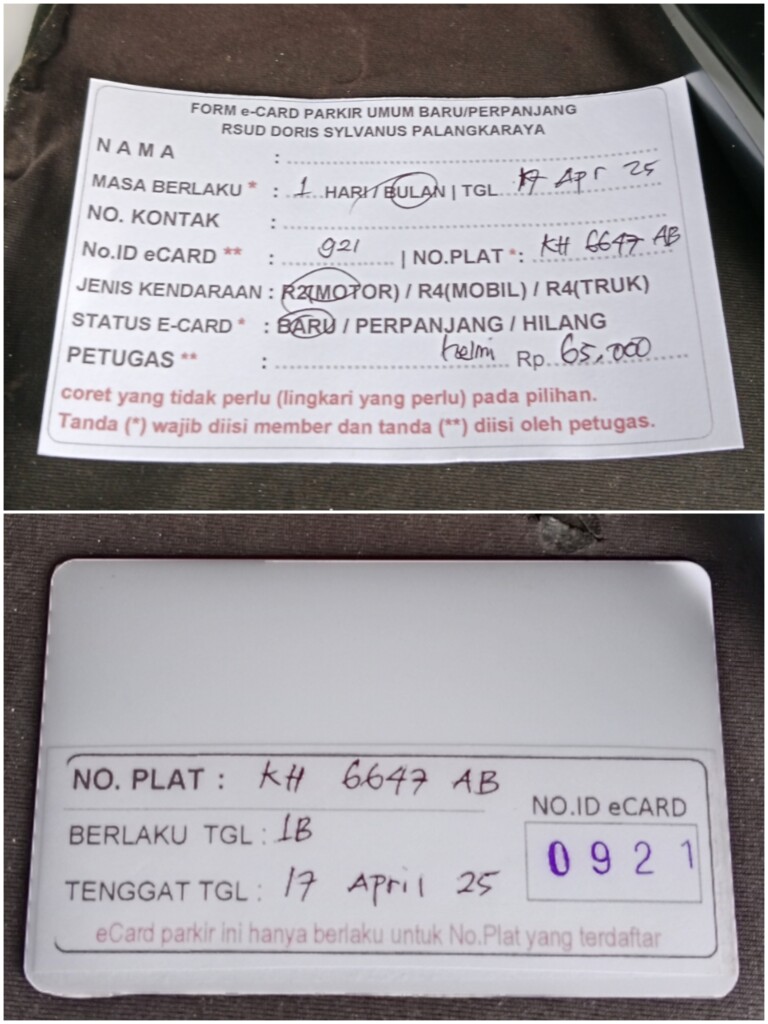 FORM e-CARD PARKIR UMUM BARU/PERPANJANG
RSUD DORIS SYLVANUS PALANGKARAYA
NAMA :
MASA BERLAKU * : 1 HARI / BULAN | TGL 17 Apr 25
NO. KONTAK :
No.ID eCARD ** : 921 | NO.PLAT *: KH 6647 AB
JENIS KENDARAAN : R2(MOTOR) / R4(MOBIL) / R4(TRUK)
STATUS E-CARD * : BARU / PERPANJANG / HILANG
PETUGAS ** : helmi Rp 65.000
coret yang tidak perlu (lingkari yang perlu) pada pilihan.
Tanda (*) wajib diisi member dan tanda (**) diisi oleh petugas.
NO. PLAT : KH 6647 AB
BERLAKU TGL : 1B
TENGGAT TGL : 17 April 25
NO.ID eCARD
0921
eCard parkir ini hanya berlaku untuk No.Plat yang terdaftar